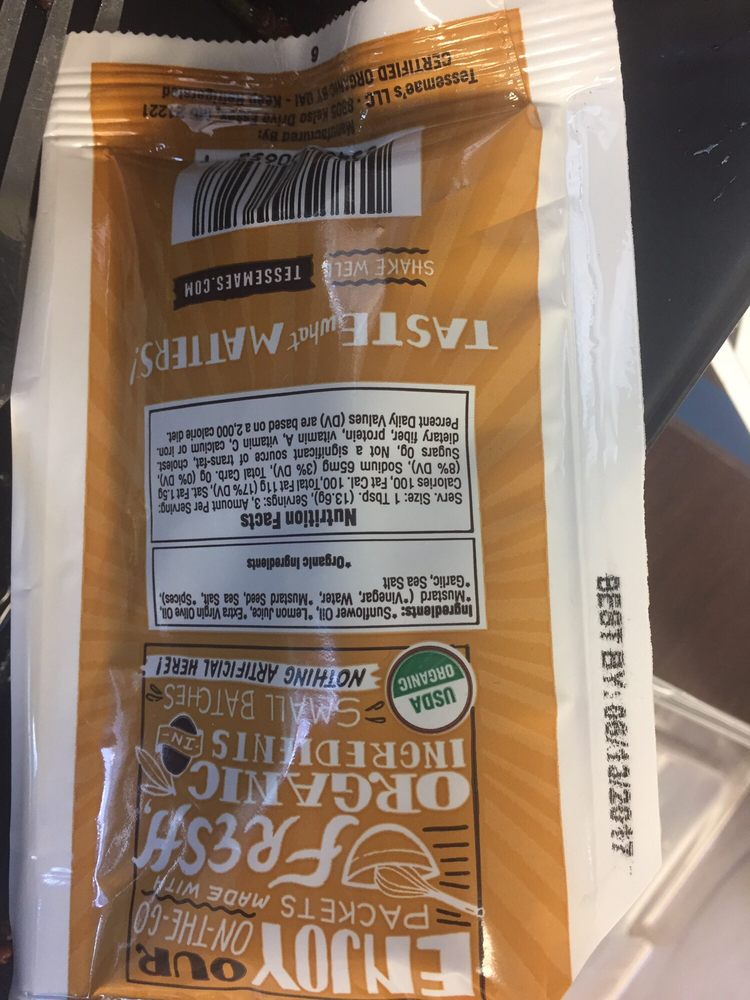 ENJOY OUR
ON-THE-GO
PACKETS MADE WITH
FRESH,
ORGANIC
INGREDIENTS -IN-
SMALL BATCHES
NOTHING ARTIFICIAL HERE!
USDA
ORGANIC
Ingredients: *Sunflower Oil, *Lemon Juice, *Extra Virgin Olive Oil,
*Mustard (*Vinegar, Water, *Mustard Seed, Sea Salt, *Spices),
*Garlic, Sea Salt
*Organic Ingredients
Nutrition Facts
Serv. Size: 1 Tbsp. (13.6g), Servings: 3, Amount Per Serving:
Calories 100, Fat Cal. 100, Total Fat 11g (17% DV), Sat. Fat 1.5g
(8% DV), Sodium 65mg (3% DV), Total Carb. 0g (0% DV),
Sugars 0g, Not a significant source of trans-fat, cholest.
dietary fiber, protein, vitamin A, vitamin C, calcium or iron.
Percent Daily Values (DV) are based on a 2,000 calorie diet.
TASTE what MATTERS!
SHAKE WELL
TESSEMAES.COM
Manufactured By:
Tessemae's LLC • 8305 Kelso Drive Essex, 21221
CERTIFIED ORGANIC BY QAI - Keep Refrigerated
6
BEST BY: 06/13/2017